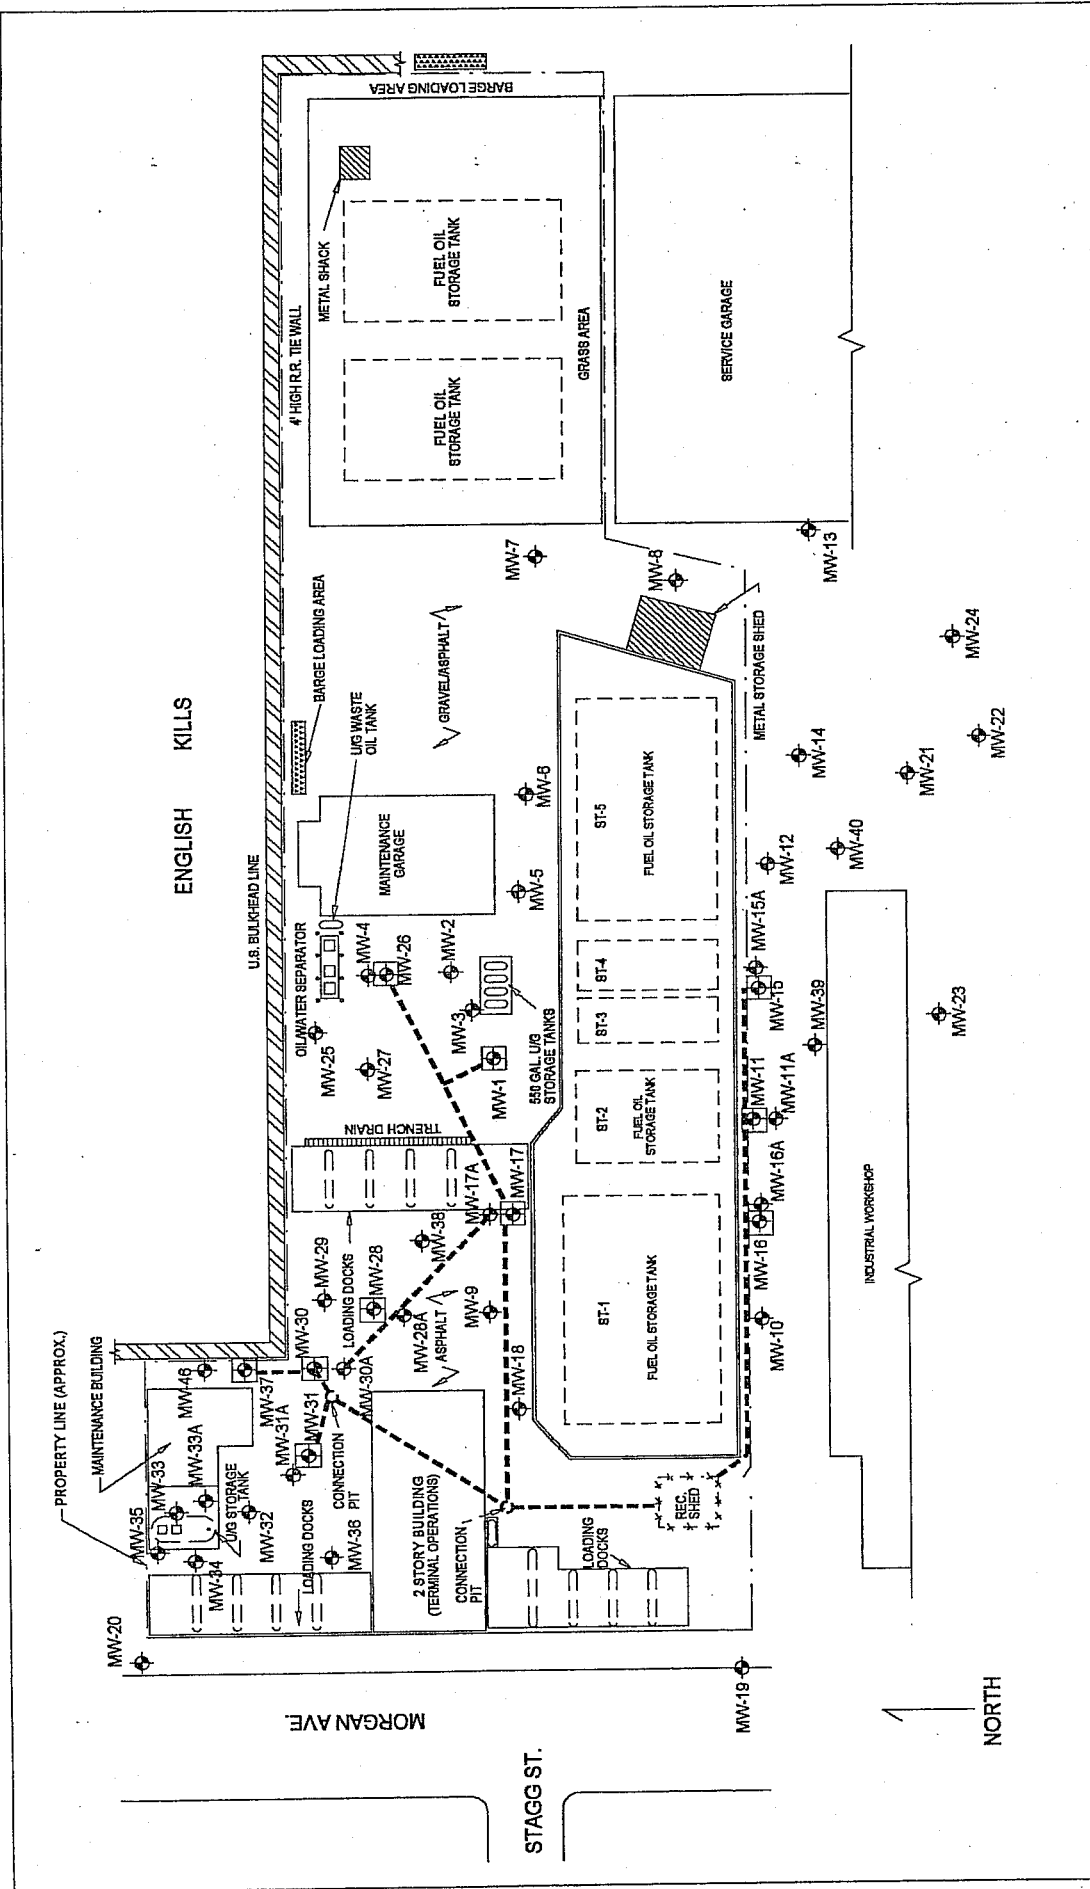 ENGLISH KILLS
U.S. BULKHEAD LINE
PROPERTY LINE (APPROX.)
MAINTENANCE BUILDING
BARGE LOADING AREA
4' HIGH R.R. TIE WALL
METAL SHACK
FUEL OIL
STORAGE TANK
FUEL OIL
STORAGE TANK
GRASS AREA
SERVICE GARAGE
BARGE LOADING AREA
U/G WASTE
OIL TANK
GRAVEL/ASPHALT
MAINTENANCE
GARAGE
OIL/WATER SEPARATOR
MW-4
MW-26
MW-2
MW-3
MW-25
MW-27
MW-1
550 GAL. U/G
STORAGE TANKS
MW-5
MW-6
MW-7
MW-8
METAL STORAGE SHED
MW-13
MW-24
MW-22
MW-21
MW-14
MW-40
MW-12
MW-15A
MW-15
MW-39
MW-23
MW-11
MW-11A
MW-16A
MW-16
MW-10
INDUSTRIAL WORKSHOP
ST-5
FUEL OIL STORAGE TANK
ST-4
ST-3
ST-2
FUEL OIL
STORAGE TANK
ST-1
FUEL OIL STORAGE TANK
TRENCH DRAIN
MW-17A
MW-17
MW-38
LOADING DOCKS
MW-29
MW-28
MW-28A
MW-9
ASPHALT
MW-18
MW-30
MW-30A
MW-46
MW-37
MW-31
MW-31A
CONNECTION
PIT
MW-33A
MW-33
U/G STORAGE
TANK
MW-32
MW-35
MW-34
MW-36
LOADING DOCKS
2 STORY BUILDING
(TERMINAL OPERATIONS)
CONNECTION
PIT
REC.
SHED
LOADING
DOCKS
MW-20
MW-19
MORGAN AVE.
STAGG ST.
NORTH